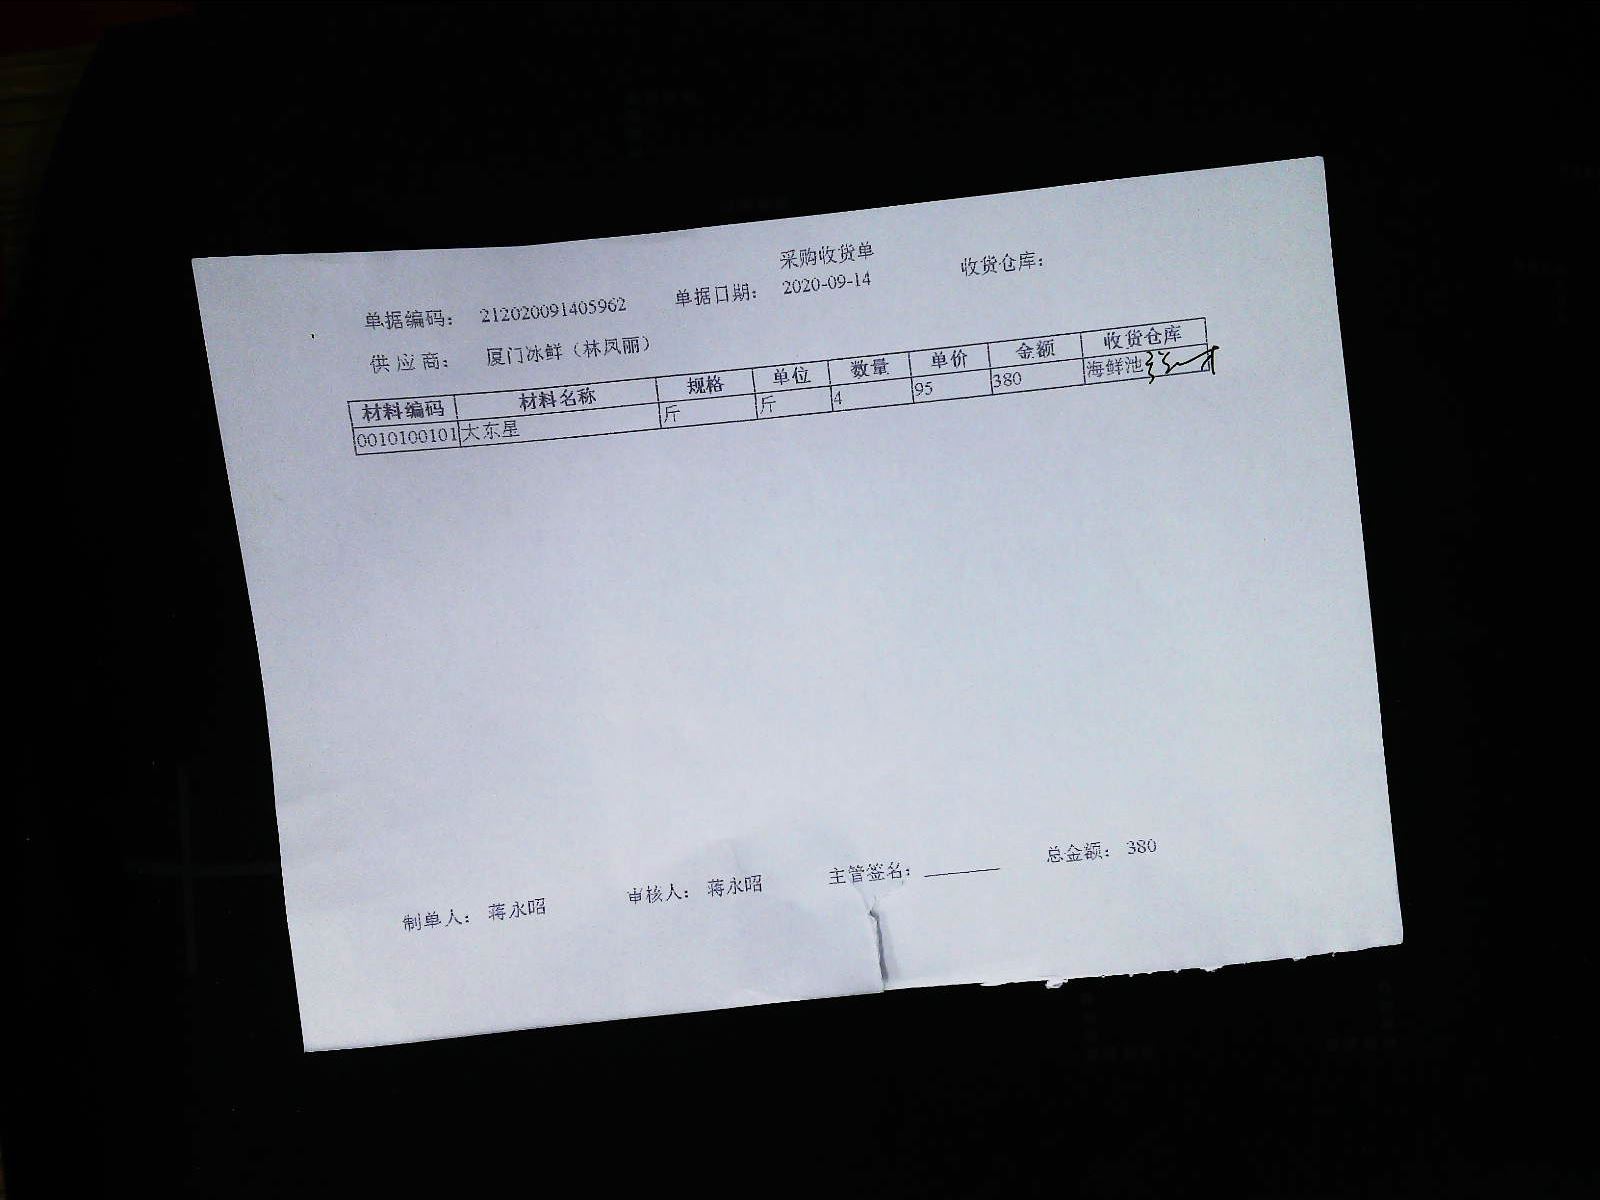 采购收货单
单据编码： 212020091405962 单据日期： 2020-09-14 收货仓库：
供应商： 厦门冰鲜（林凤丽）
材料编码 材料名称 规格 单位 数量 单价 金额 收货仓库
0010100101 大东星 斤 斤 4 95 380 海鲜池
制单人： 蒋永昭 审核人： 蒋永昭 主管签名： 总金额： 380